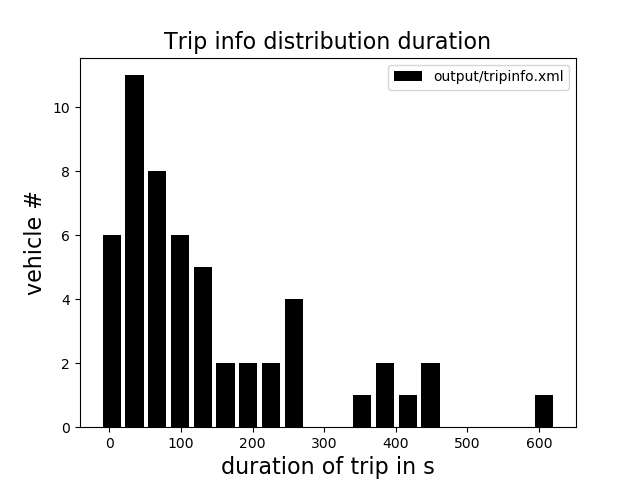 Trip info distribution duration
output/tripinfo.xml
vehicle #
10
8
6
4
2
0
0 100 200 300 400 500 600
duration of trip in s